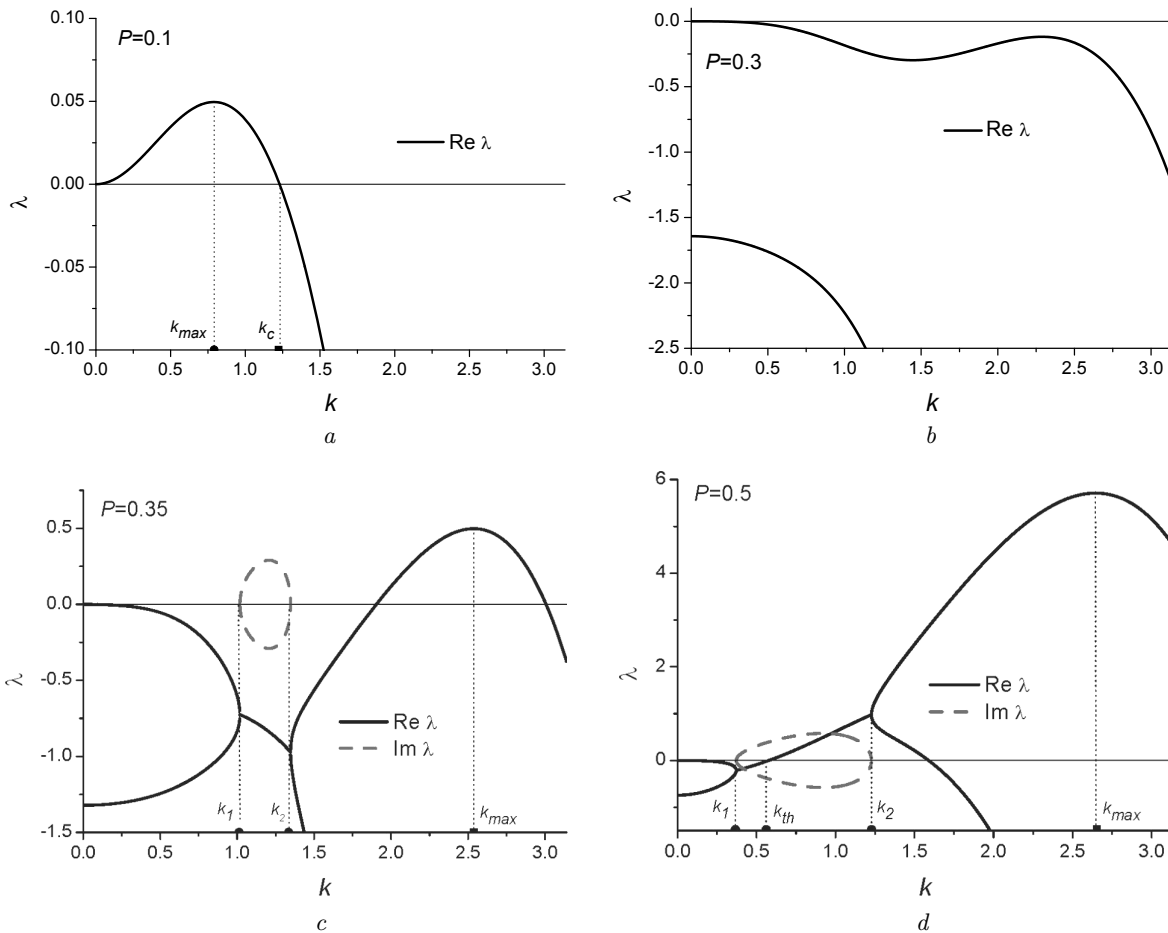 P=0.1
0.10
0.05
0.00
-0.05
-0.10
λ
Re λ
k_max
k_c
0.0 0.5 1.0 1.5 2.0 2.5 3.0
k
a
P=0.3
0.0
-0.5
-1.0
-1.5
-2.0
-2.5
λ
Re λ
0.0 0.5 1.0 1.5 2.0 2.5 3.0
k
b
P=0.35
0.5
0.0
-0.5
-1.0
-1.5
λ
Re λ
Im λ
k_1
k_2
k_max
0.0 0.5 1.0 1.5 2.0 2.5 3.0
k
c
P=0.5
6
4
2
0
λ
Re λ
Im λ
k_1
k_th
k_2
k_max
0.0 0.5 1.0 1.5 2.0 2.5 3.0
k
d